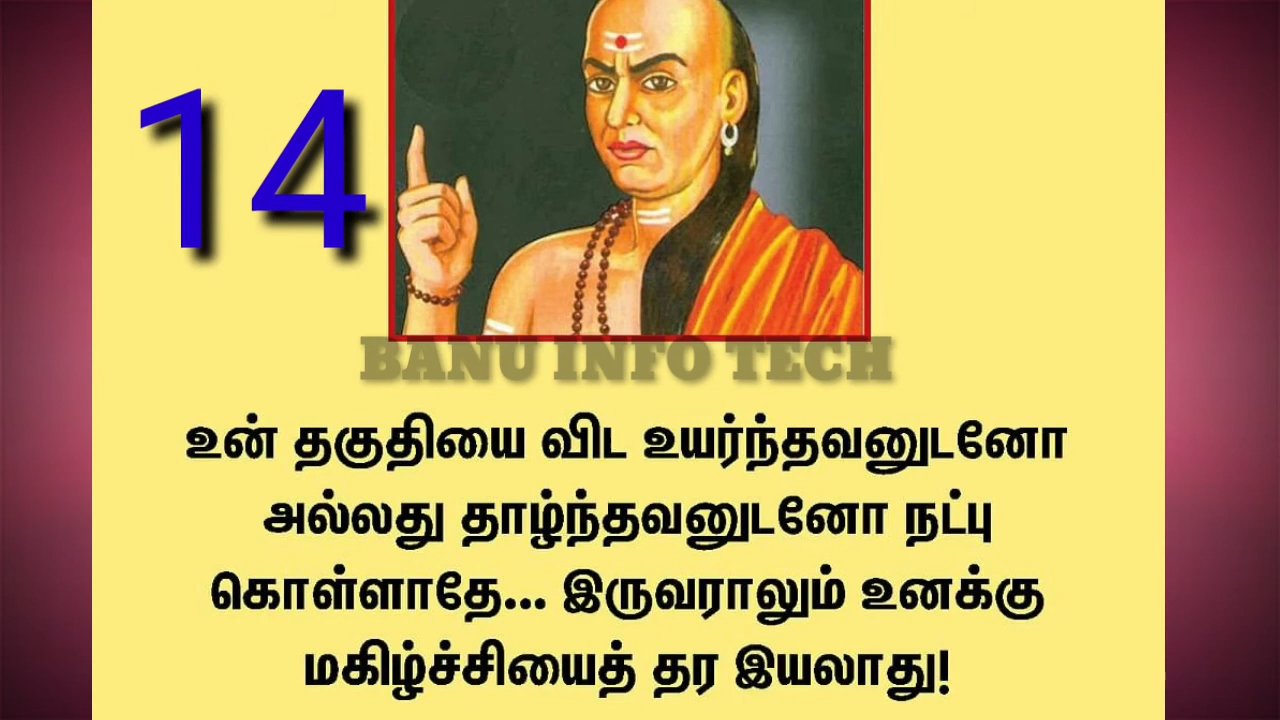 14
BANU INFO TECH
உன் தகுதியை விட உயர்ந்தவனுடனோ
அல்லது தாழ்ந்தவனுடனோ நட்பு
கொள்ளாதே... இருவராலும் உனக்கு
மகிழ்ச்சியைத் தர இயலாது!